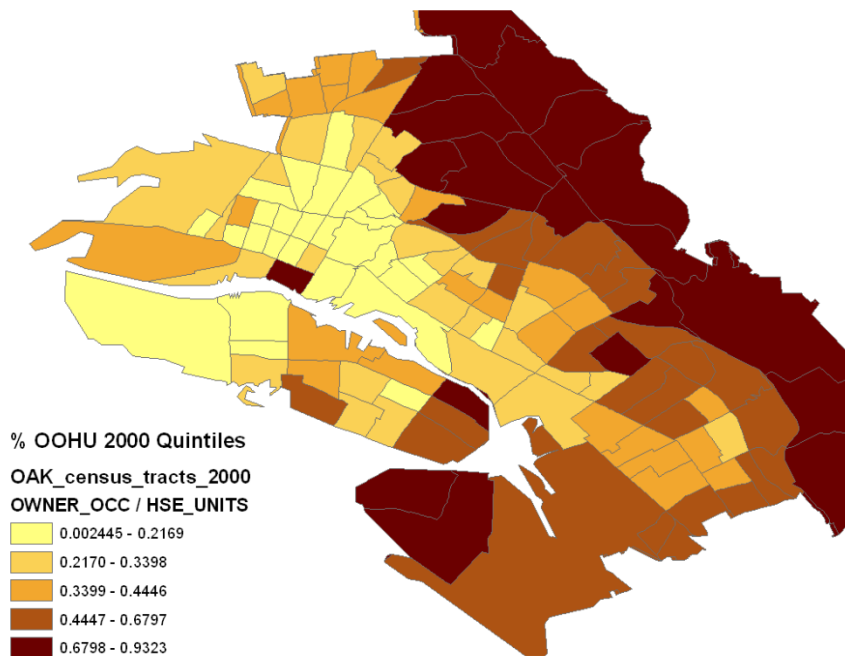 % OOHU 2000 Quintiles
OAK_census_tracts_2000
OWNER_OCC / HSE_UNITS
0.002445 - 0.2169
0.2170 - 0.3398
0.3399 - 0.4446
0.4447 - 0.6797
0.6798 - 0.9323